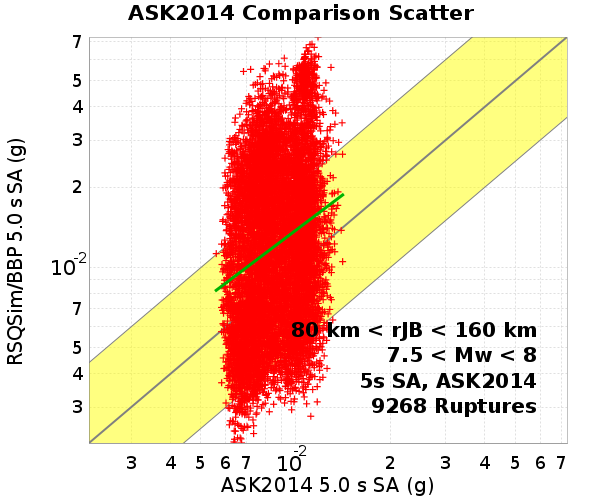 ASK2014 Comparison Scatter
RSQSim/BBP 5.0 s SA (g)
7
5
4
3
2
10-2
7
5
4
3
80 km < rJB < 160 km
7.5 < Mw < 8
5s SA, ASK2014
9268 Ruptures
3 4 5 6 7 10-2 2 3 4 5 6 7
ASK2014 5.0 s SA (g)